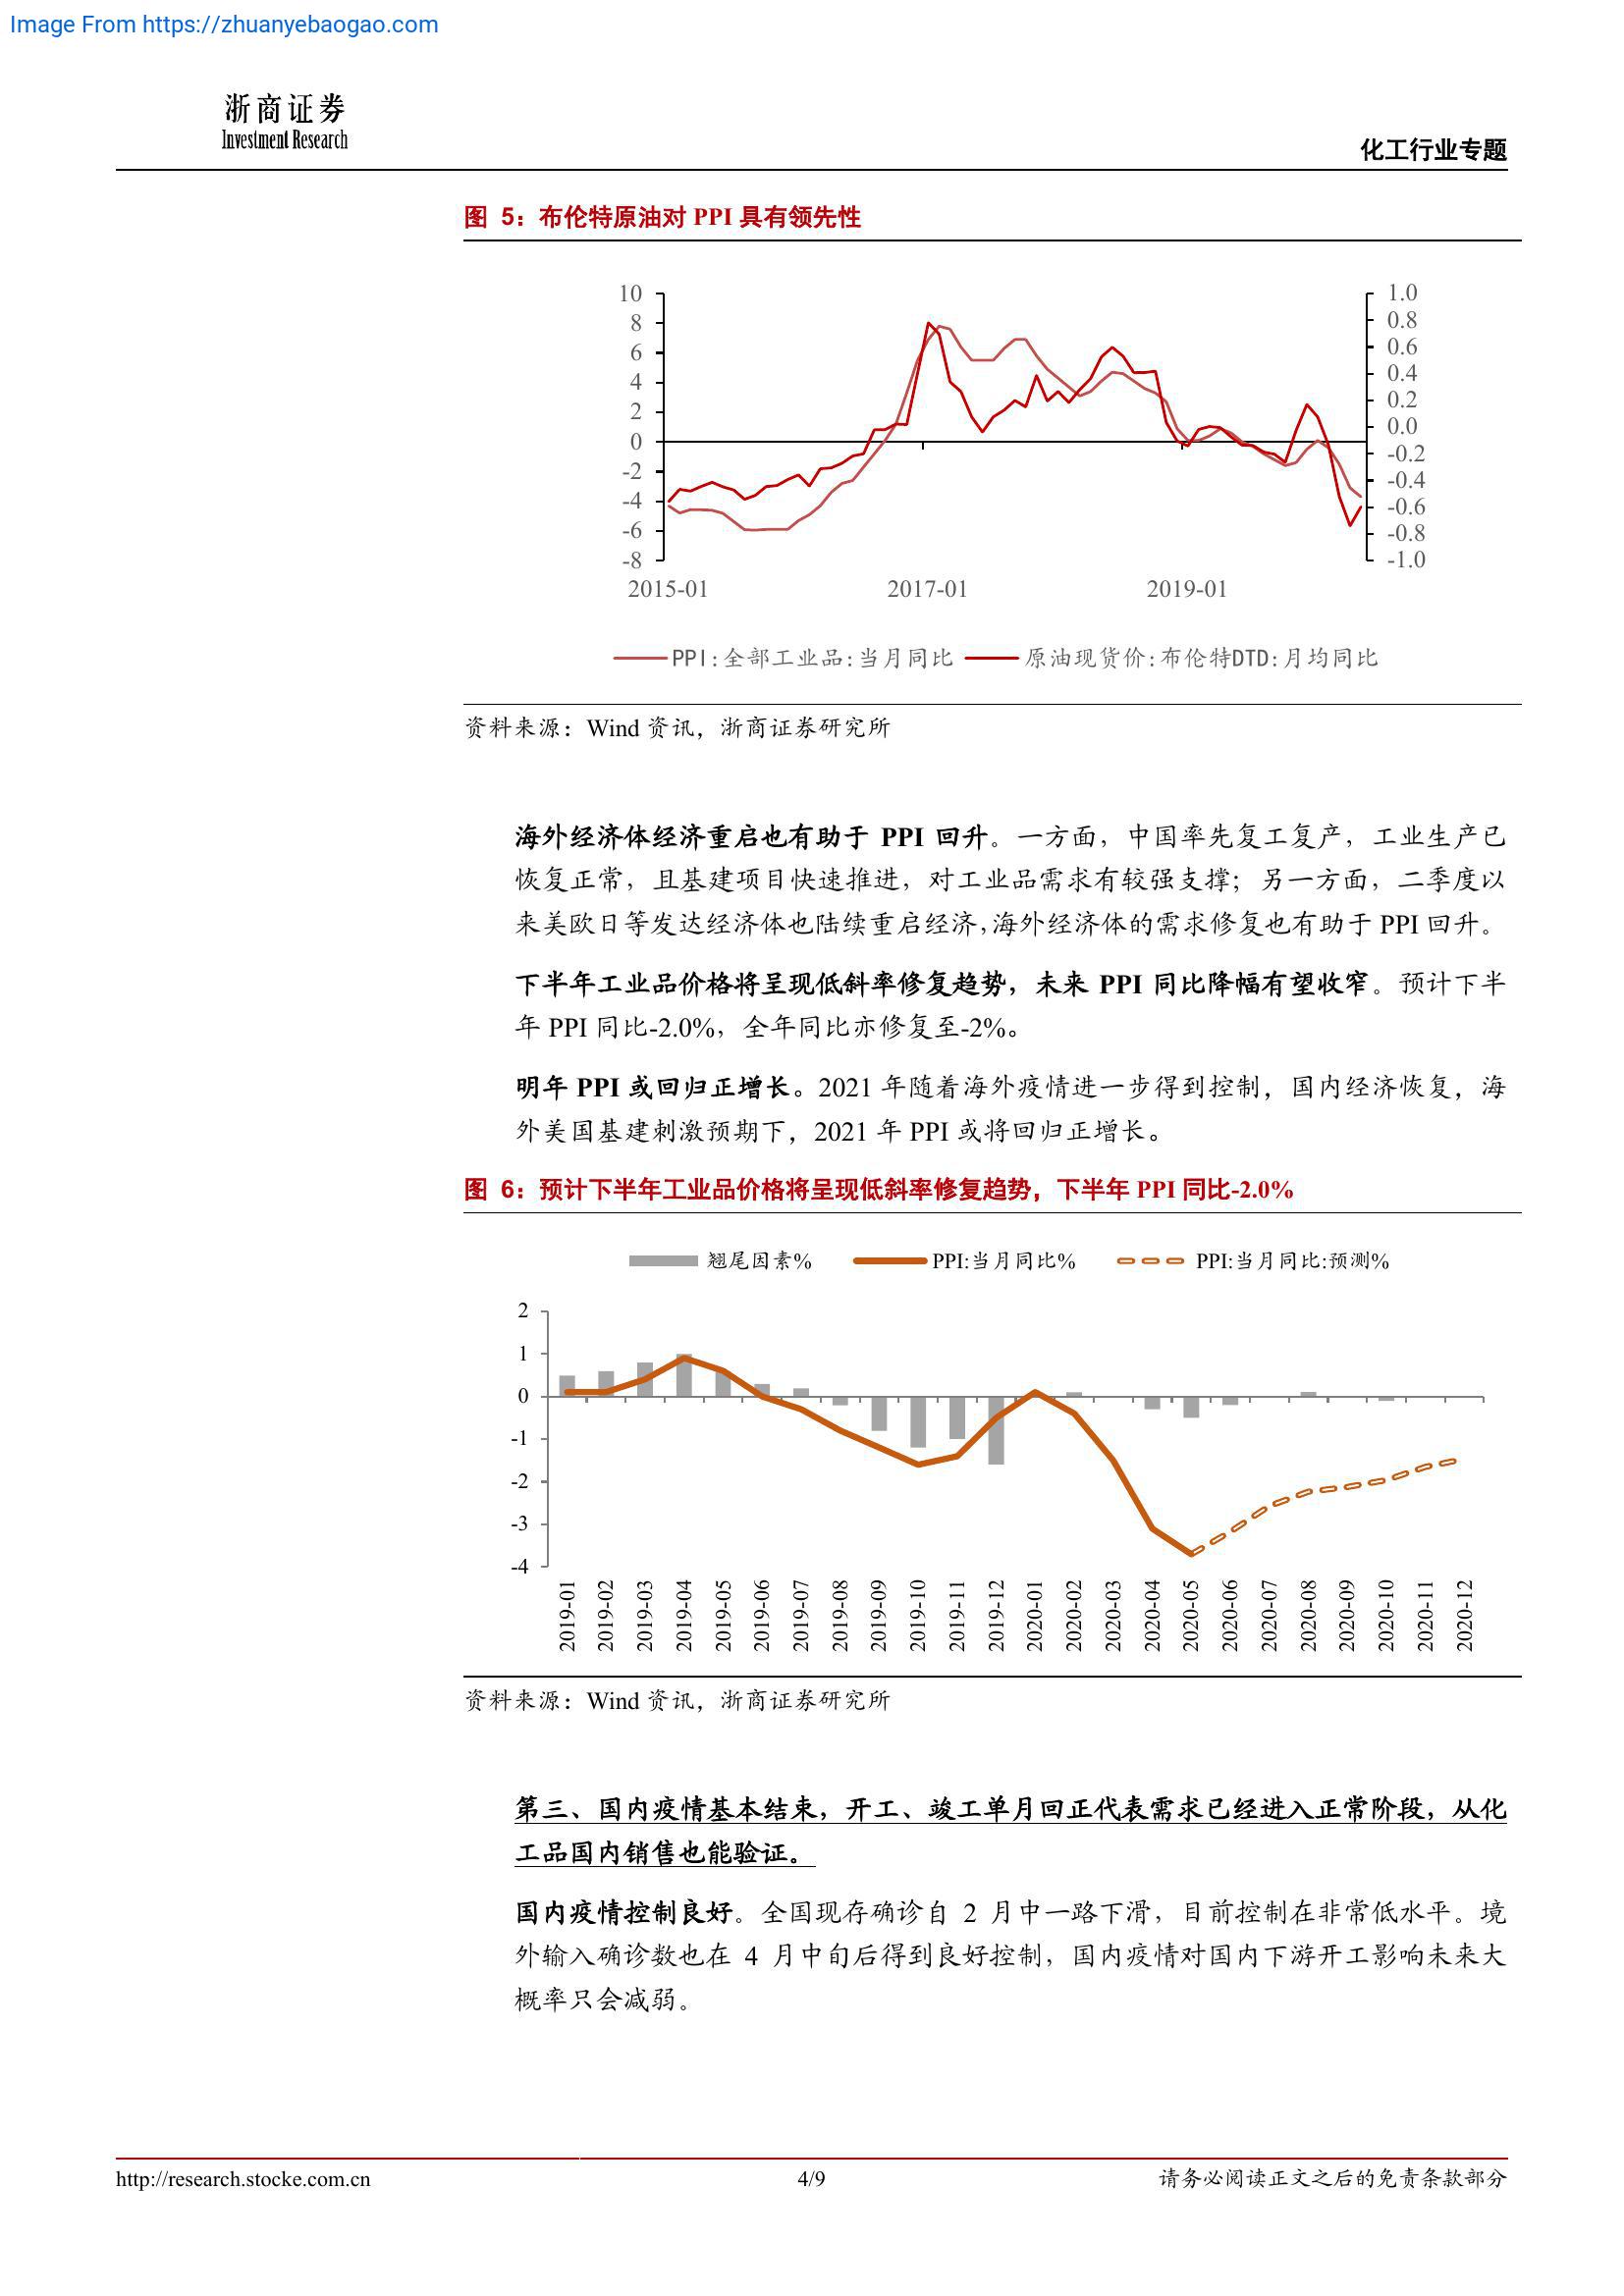 Image From https://zhuanyebaogao.com
浙商证券
Investment Research
化工行业专题
图 5：布伦特原油对 PPI 具有领先性
10
8
6
4
2
0
-2
-4
-6
-8
1.0
0.8
0.6
0.4
0.2
0.0
-0.2
-0.4
-0.6
-0.8
-1.0
2015-01 2017-01 2019-01
PPI:全部工业品:当月同比 原油现货价:布伦特DTD:月均同比
资料来源：Wind 资讯，浙商证券研究所
海外经济体经济重启也有助于 PPI 回升。一方面，中国率先复工复产，工业生产已
恢复正常，且基建项目快速推进，对工业品需求有较强支撑；另一方面，二季度以
来美欧日等发达经济体也陆续重启经济，海外经济体的需求修复也有助于 PPI 回升。
下半年工业品价格将呈现低斜率修复趋势，未来 PPI 同比降幅有望收窄。预计下半
年 PPI 同比-2.0%，全年同比亦修复至-2%。
明年 PPI 或回归正增长。2021 年随着海外疫情进一步得到控制，国内经济恢复，海
外美国基建刺激预期下，2021 年 PPI 或将回归正增长。
图 6：预计下半年工业品价格将呈现低斜率修复趋势，下半年 PPI 同比-2.0%
翘尾因素% PPI:当月同比% PPI:当月同比:预测%
2
1
0
-1
-2
-3
-4
2019-01 2019-02 2019-03 2019-04 2019-05 2019-06 2019-07 2019-08 2019-09 2019-10 2019-11 2019-12 2020-01 2020-02 2020-03 2020-04 2020-05 2020-06 2020-07 2020-08 2020-09 2020-10 2020-11 2020-12
资料来源：Wind 资讯，浙商证券研究所
第三、国内疫情基本结束，开工、竣工单月回正代表需求已经进入正常阶段，从化
工品国内销售也能验证。
国内疫情控制良好。全国现存确诊自 2 月中一路下滑，目前控制在非常低水平。境
外输入确诊数也在 4 月中旬后得到良好控制，国内疫情对国内下游开工影响未来大
概率只会减弱。
http://research.stocke.com.cn 4/9 请务必阅读正文之后的免责条款部分